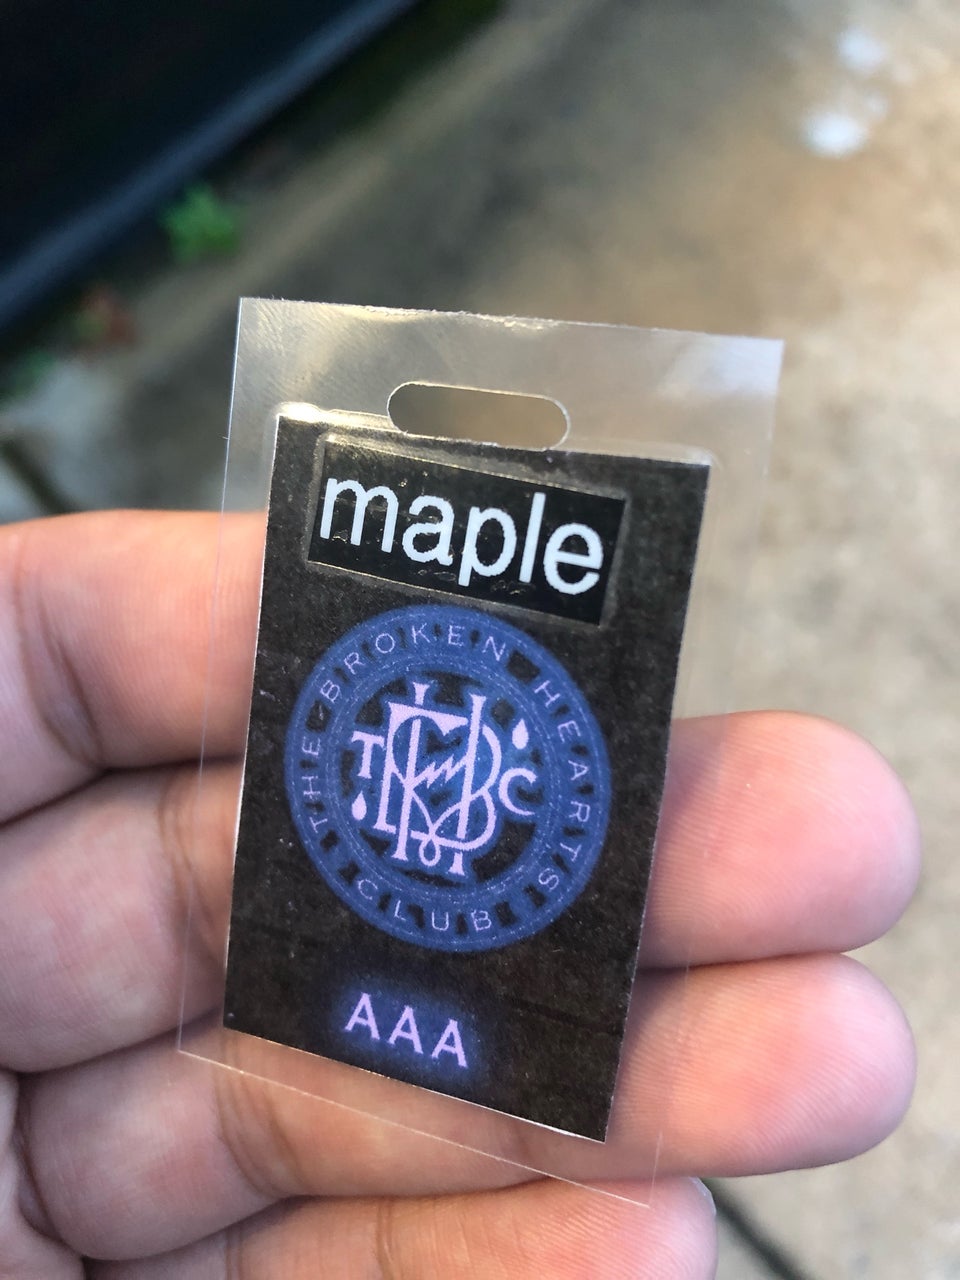 maple
THE BROKEN HEARTS CLUB
TBHC
AAA